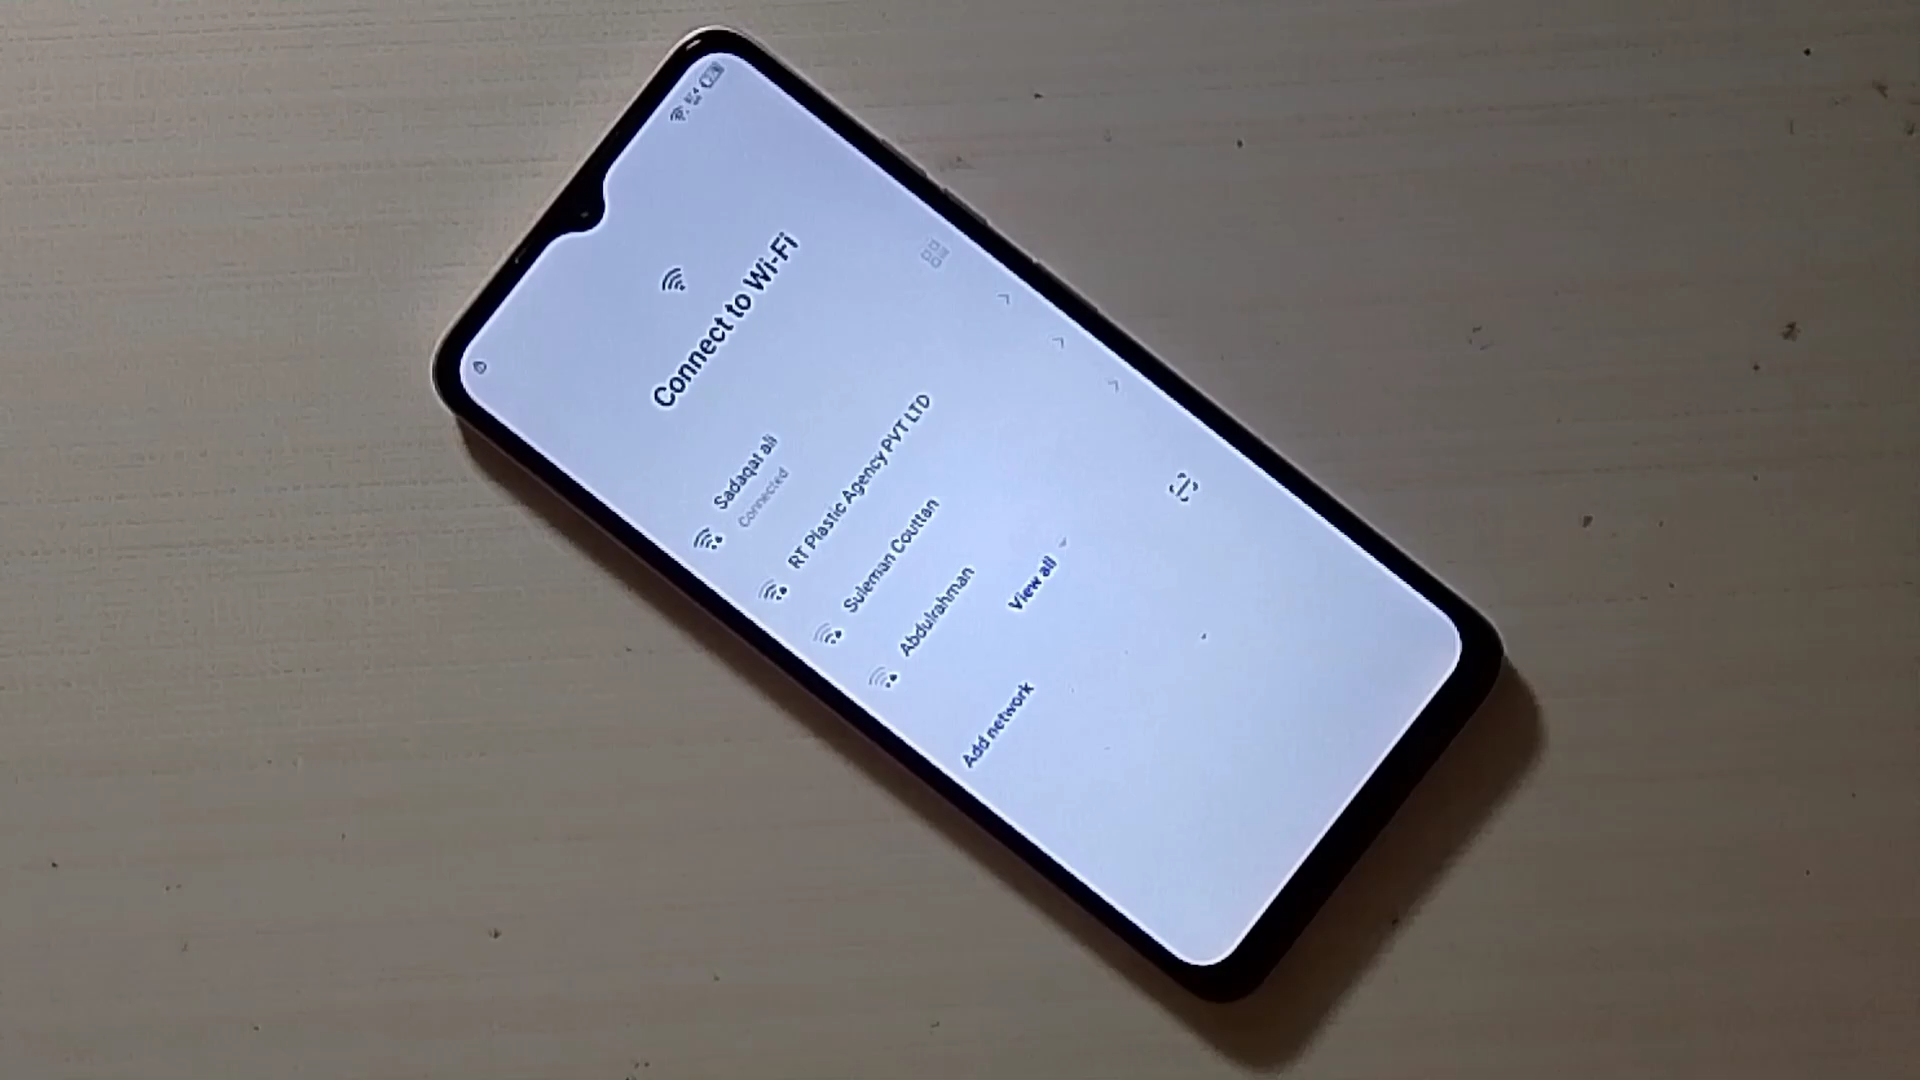 Connect to Wi-Fi
Sadaqat ali
Connected
RT Plastic Agency PVT LTD
Suleman Couttan
Abdulrahman
View all
Add network